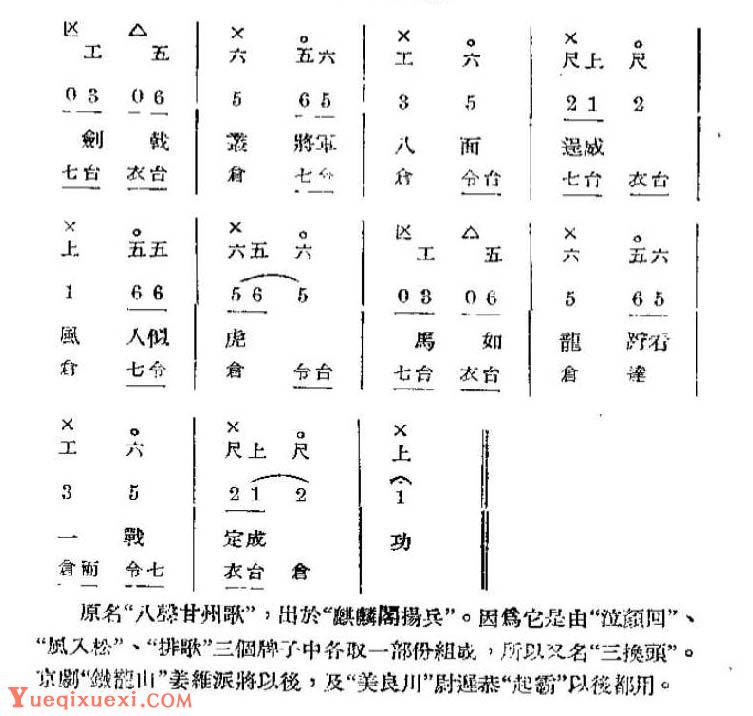 区 △ × 。 × 。 × 。
工 五 六 五六 工 六 尺上 尺
0 3 0 6 5 6 5 3 5 2 1 2
劍 戟 叢 將軍 八 面 逞威
七台 衣台 倉 七令 倉 令台 七台 衣台
× 。 × 。 区 △ × 。
上 五五 六五 六 工 五 六 五六
1 6 6 5 6 5 0 3 0 6 5 6 5
風 人似 虎 馬 如 龍 看
倉 七令 倉 令台 七台 衣台 倉 達
× 。 × 。 ×
工 六 尺上 尺 上
3 5 2 1 2 1
一 戰 定成 功
倉 令七 衣台 倉
原名“八聲甘州歌”，出於“麒麟閣揚兵”。因爲它是由“泣顏回”、
“風入松”、“排歌”三個牌子中各取一部份組成，所以又名“三換頭”。
京劇“鐵籠山”姜維派將以後，及“美良川”尉遲恭“起霸”以後都用。
Yueqixuexi.com